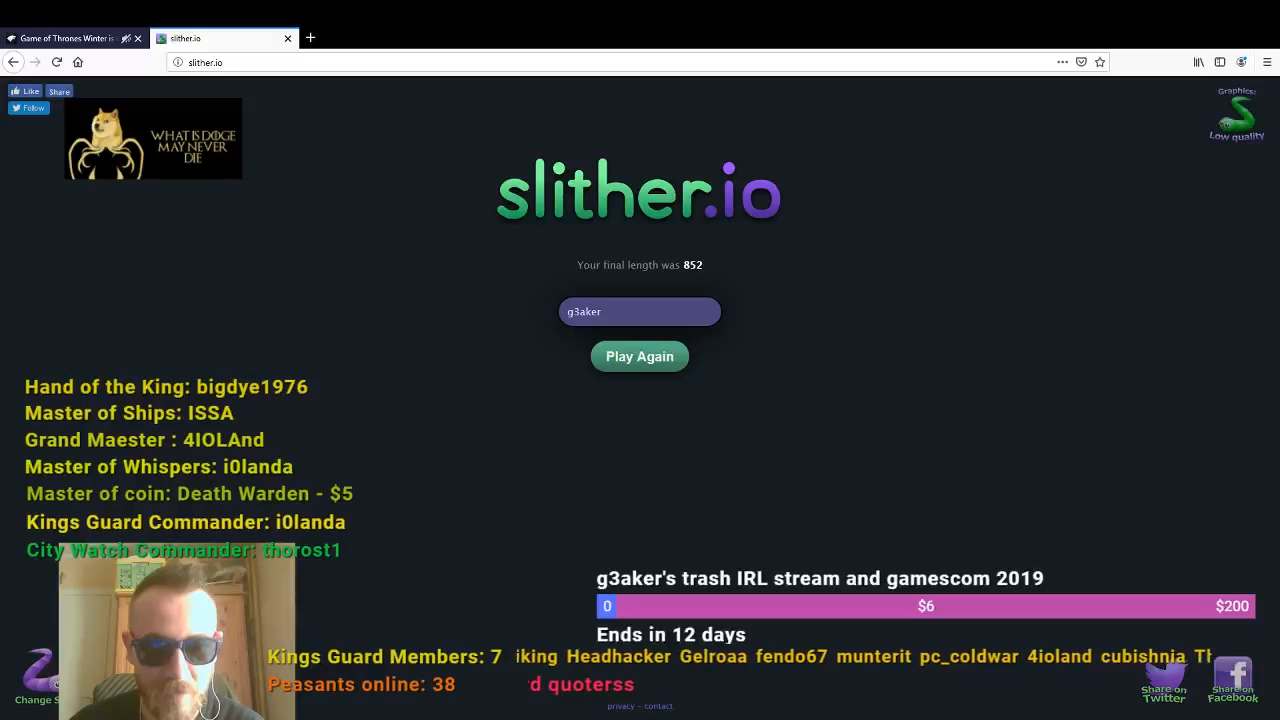 Game of Thrones Winter is
slither.io
slither.io
Like
Share
Follow
WHAT IS DOGE
MAY NEVER
DIE
Graphics:
Low quality
slither.io
Your final length was 852
g3aker
Play Again
Hand of the King: bigdye1976
Master of Ships: ISSA
Grand Maester : 4IOLAnd
Master of Whispers: i0landa
Master of coin: Death Warden - $5
Kings Guard Commander: i0landa
City Watch Commander: thorost1
g3aker's trash IRL stream and gamescom 2019
0 $6 $200
Ends in 12 days
Kings Guard Members: 7 iking Headhacker Gelroaa fendo67 munterit pc_coldwar 4ioland cubishnia Th
Peasants online: 38 d quoterss
Change S
Share on
Twitter
Share on
Facebook
privacy - contact